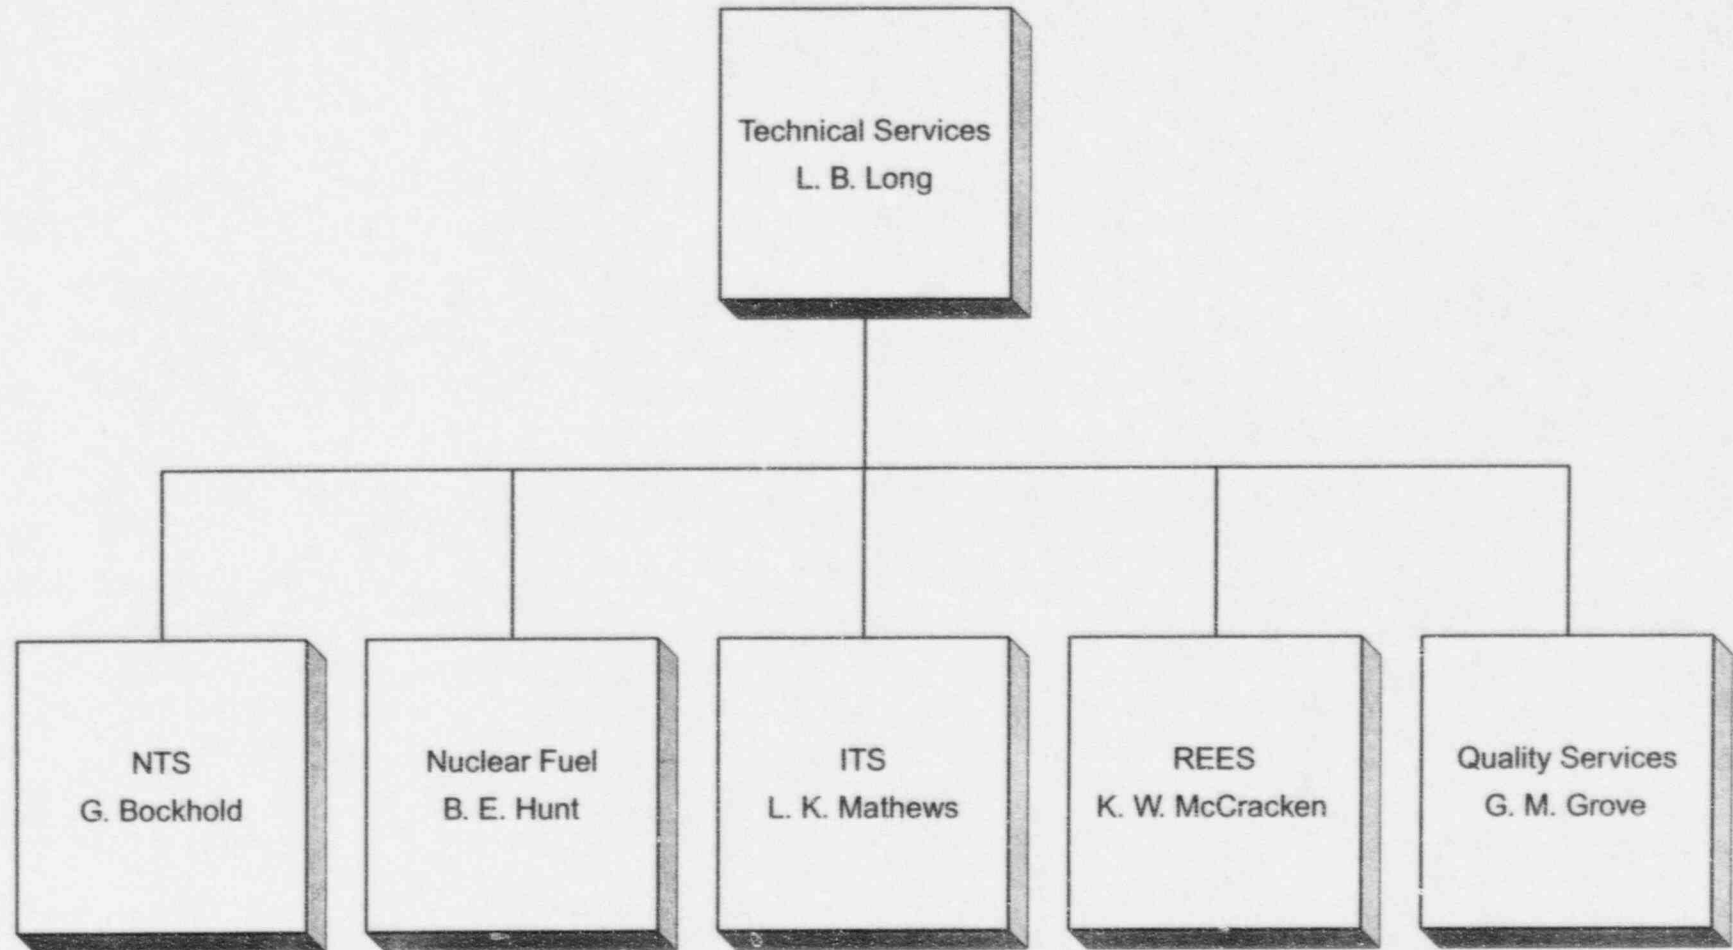 Technical Services
L. B. Long
NTS
G. Bockhold
Nuclear Fuel
B. E. Hunt
ITS
L. K. Mathews
REES
K. W. McCracken
Quality Services
G. M. Grove